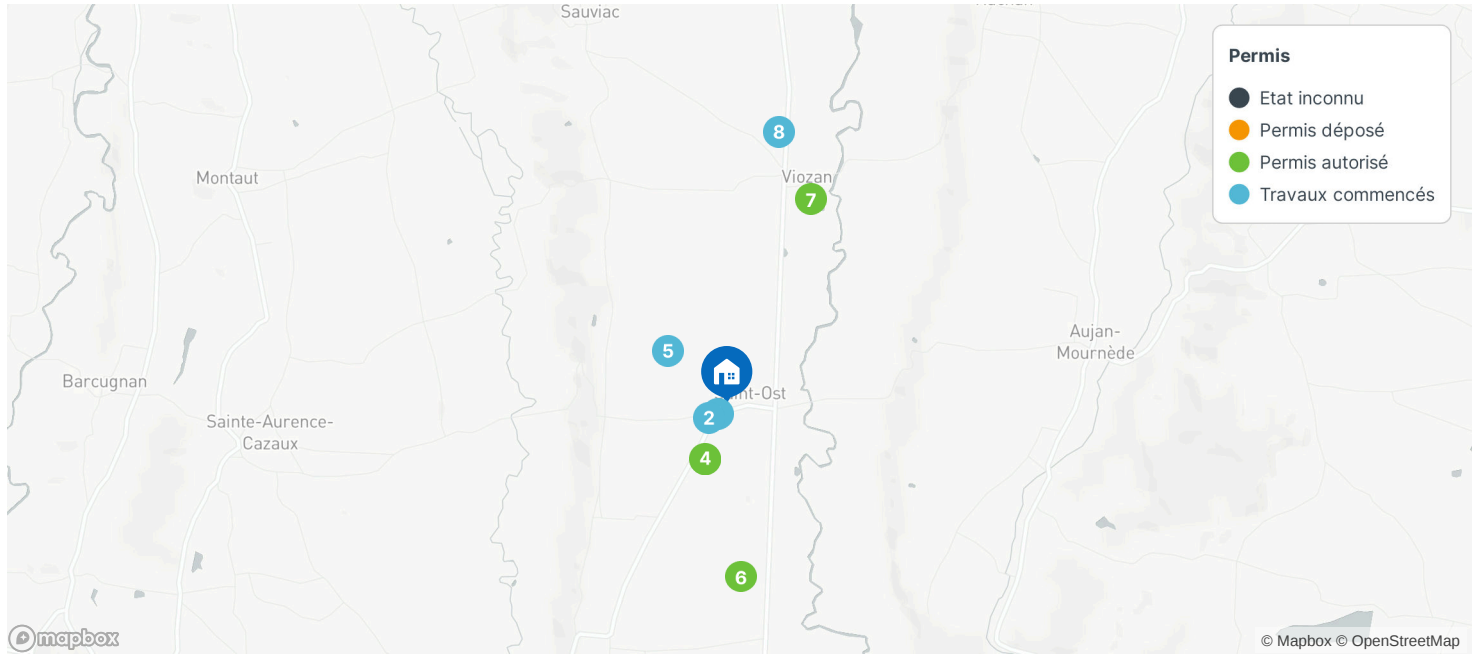 Sauviac
Permis
Etat inconnu
Permis déposé
Permis autorisé
Travaux commencés
8
Viozan
7
Montaut
5
Aujan-
Mournède
Barcugnan
2
Sainte-Aurence-
Cazaux
4
6
mapbox
© Mapbox © OpenStreetMap